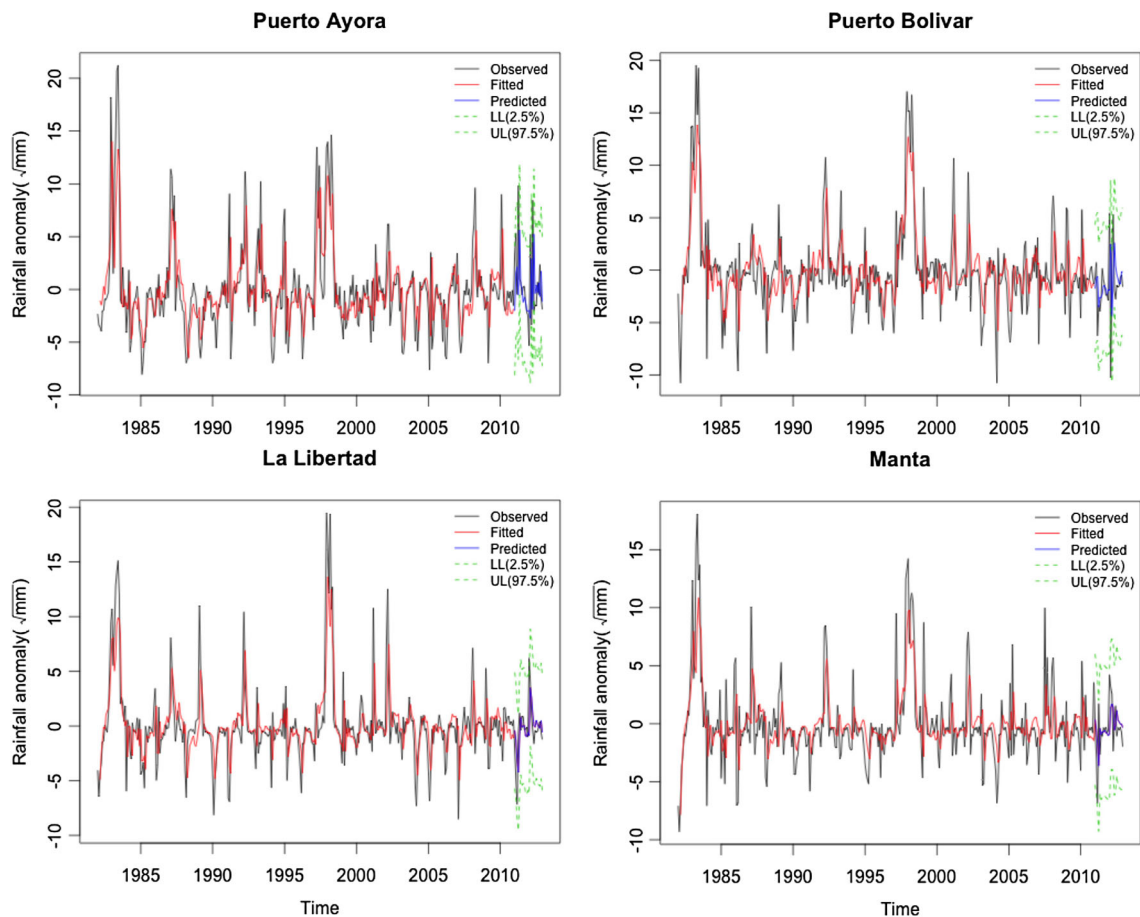 Puerto Ayora
Rainfall anomaly( √mm)
20
15
10
5
0
-5
-10
Observed
Fitted
Predicted
LL(2.5%)
UL(97.5%)
1985 1990 1995 2000 2005 2010
Puerto Bolivar
Rainfall anomaly( √mm)
20
15
10
5
0
-5
-10
Observed
Fitted
Predicted
LL(2.5%)
UL(97.5%)
1985 1990 1995 2000 2005 2010
La Libertad
Rainfall anomaly( √mm)
20
15
10
5
0
-5
-10
Observed
Fitted
Predicted
LL(2.5%)
UL(97.5%)
1985 1990 1995 2000 2005 2010
Time
Manta
Rainfall anomaly( √mm)
15
10
5
0
-5
-10
Observed
Fitted
Predicted
LL(2.5%)
UL(97.5%)
1985 1990 1995 2000 2005 2010
Time